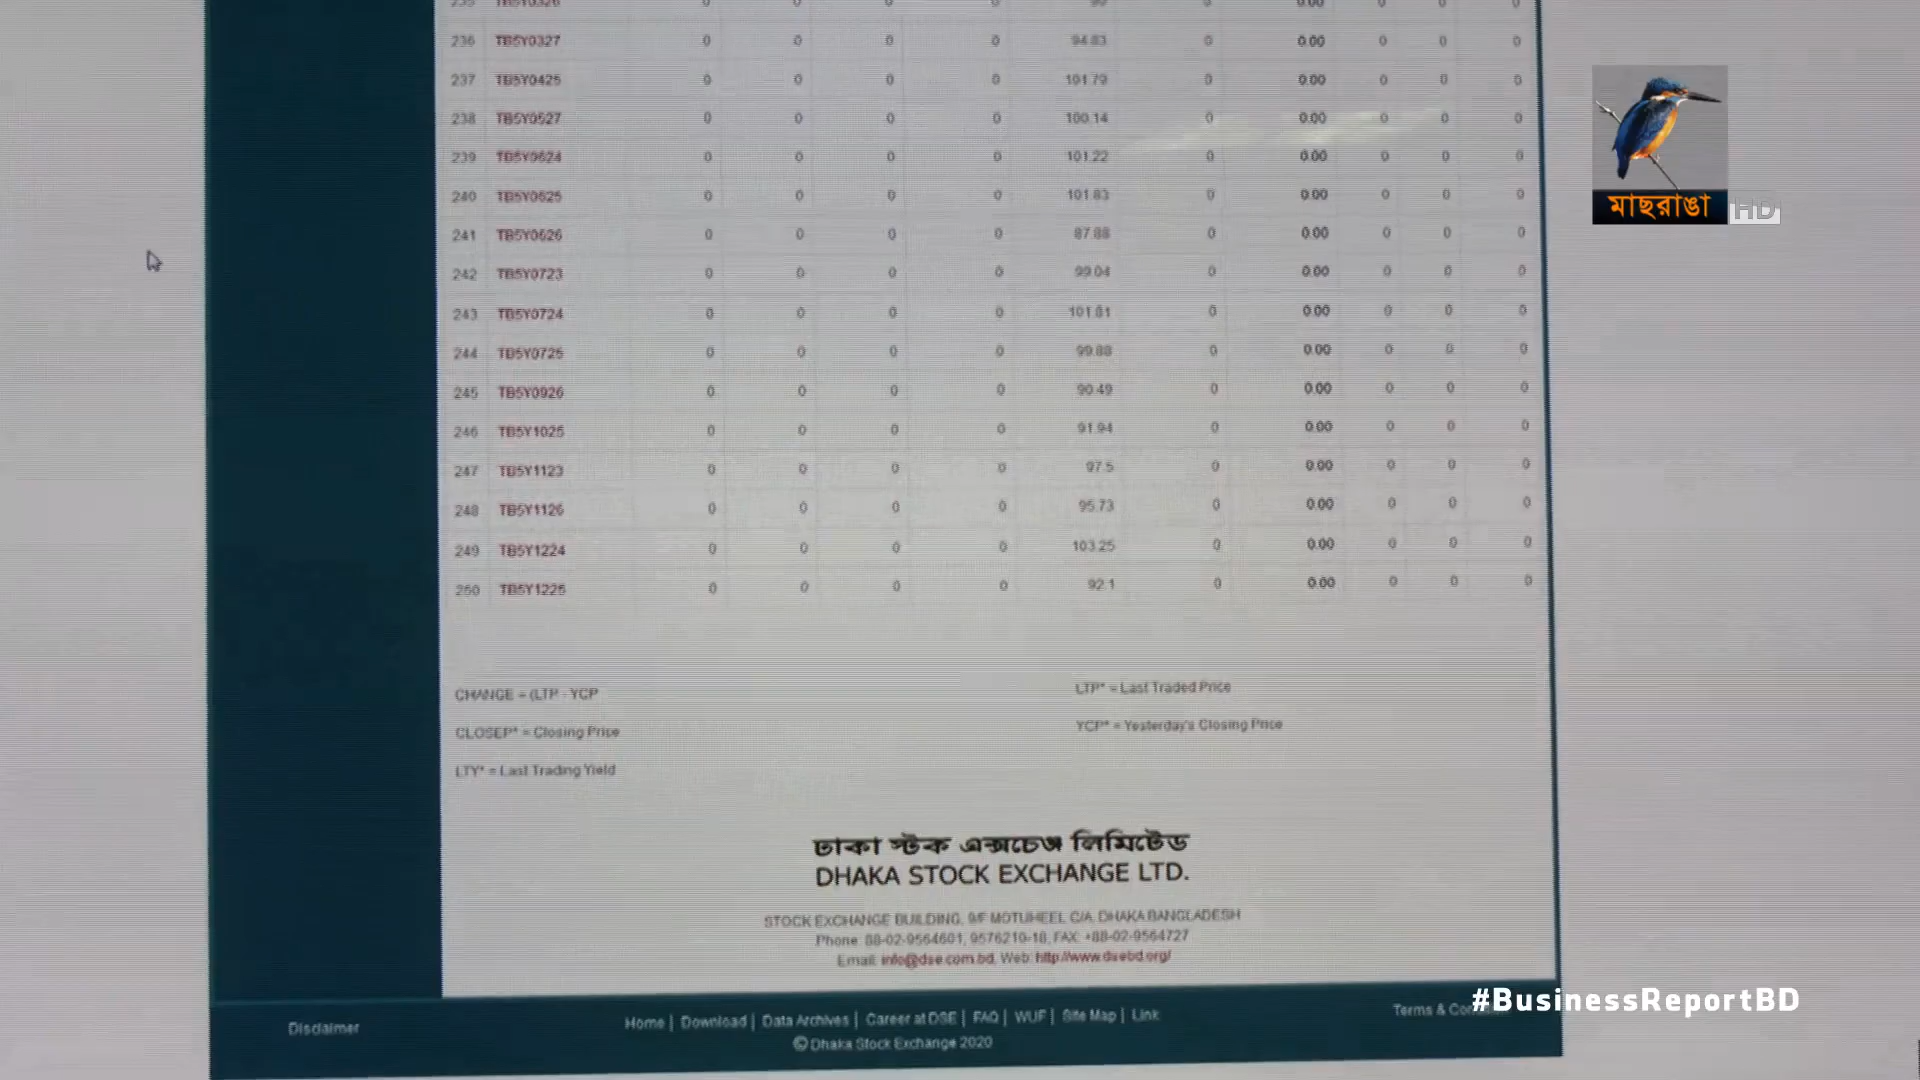 236 TB5Y0327 0 0 0 0 94.83 0 0.00 0 0 0
237 TB5Y0425 0 0 0 0 101.79 0 0.00 0 0 0
238 TB5Y0527 0 0 0 0 100.14 0 0.00 0 0 0
239 TB5Y0624 0 0 0 0 101.22 0 0.00 0 0 0
240 TB5Y0625 0 0 0 0 101.83 0 0.00 0 0 0
241 TB5Y0626 0 0 0 0 87.88 0 0.00 0 0 0
242 TB5Y0723 0 0 0 0 99.04 0 0.00 0 0 0
243 TB5Y0724 0 0 0 0 101.81 0 0.00 0 0 0
244 TB5Y0725 0 0 0 0 99.88 0 0.00 0 0 0
245 TB5Y0926 0 0 0 0 90.49 0 0.00 0 0 0
246 TB5Y1025 0 0 0 0 91.94 0 0.00 0 0 0
247 TB5Y1123 0 0 0 0 97.5 0 0.00 0 0 0
248 TB5Y1126 0 0 0 0 95.73 0 0.00 0 0 0
249 TB5Y1224 0 0 0 0 103.25 0 0.00 0 0 0
250 TB5Y1225 0 0 0 0 92.1 0 0.00 0 0 0
মাছরাঙা HD
CHANGE = (LTP - YCP
LTP* = Last Traded Price
CLOSEP* = Closing Price
YCP* = Yesterday's Closing Price
LTY* = Last Trading Yield
ঢাকা স্টক এক্সচেঞ্জ লিমিটেড
DHAKA STOCK EXCHANGE LTD.
STOCK EXCHANGE BUILDING, 9/F MOTIJHEEL C/A, DHAKA BANGLADESH
Phone: 88-02-9564601, 9576210-18, FAX: +88-02-9564727
Email: info@dse.com.bd, Web: http://www.dsebd.org/
#BusinessReportBD
Disclaimer
Home | Download | Data Archives | Career at DSE | FAQ | WUF | Site Map | Link
Terms &
© Dhaka Stock Exchange 2020